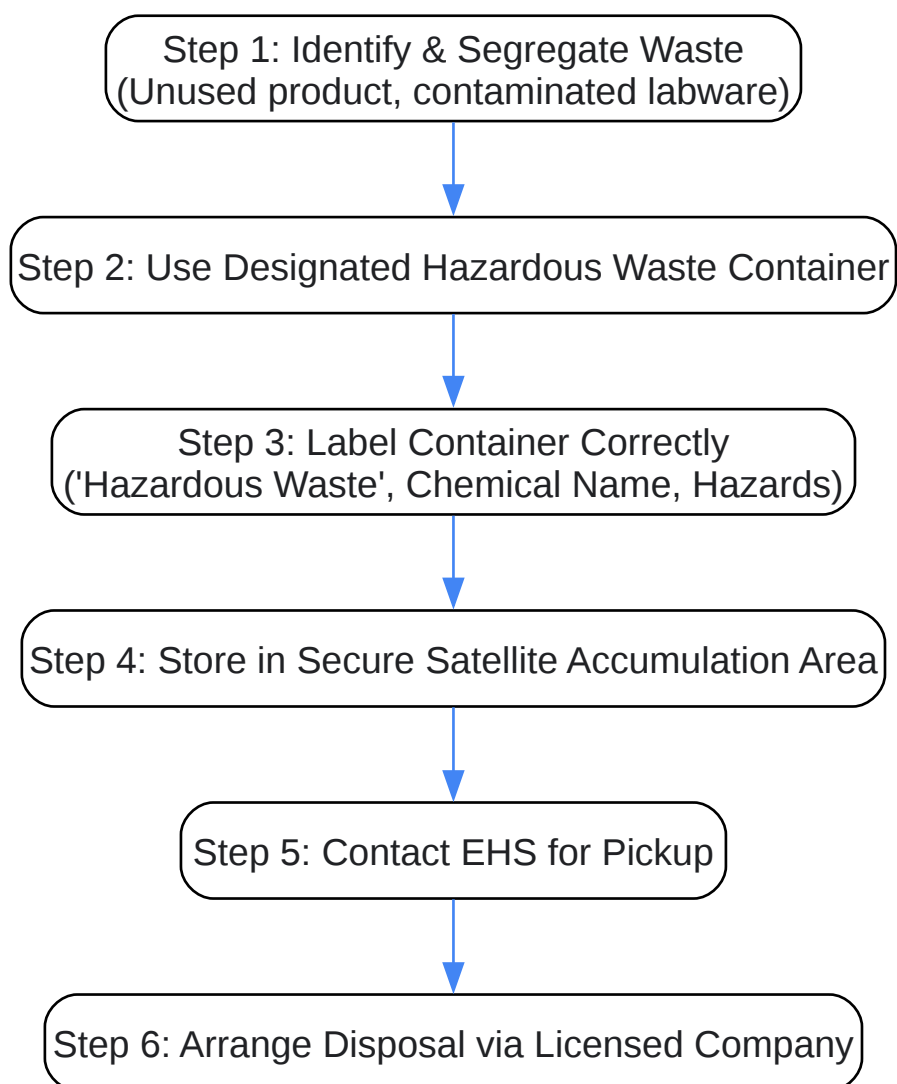 Step 1: Identify & Segregate Waste
(Unused product, contaminated labware)
Step 2: Use Designated Hazardous Waste Container
Step 3: Label Container Correctly
('Hazardous Waste', Chemical Name, Hazards)
Step 4: Store in Secure Satellite Accumulation Area
Step 5: Contact EHS for Pickup
Step 6: Arrange Disposal via Licensed Company